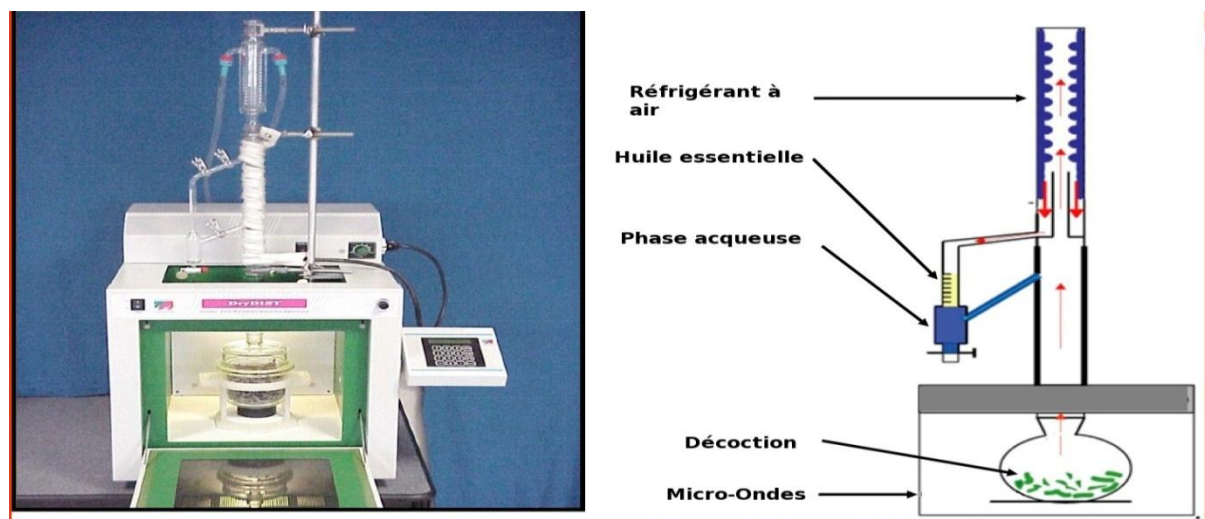 DryDIST
Réfrigérant à
air
Huile essentielle
Phase acqueuse
Décoction
Micro-Ondes